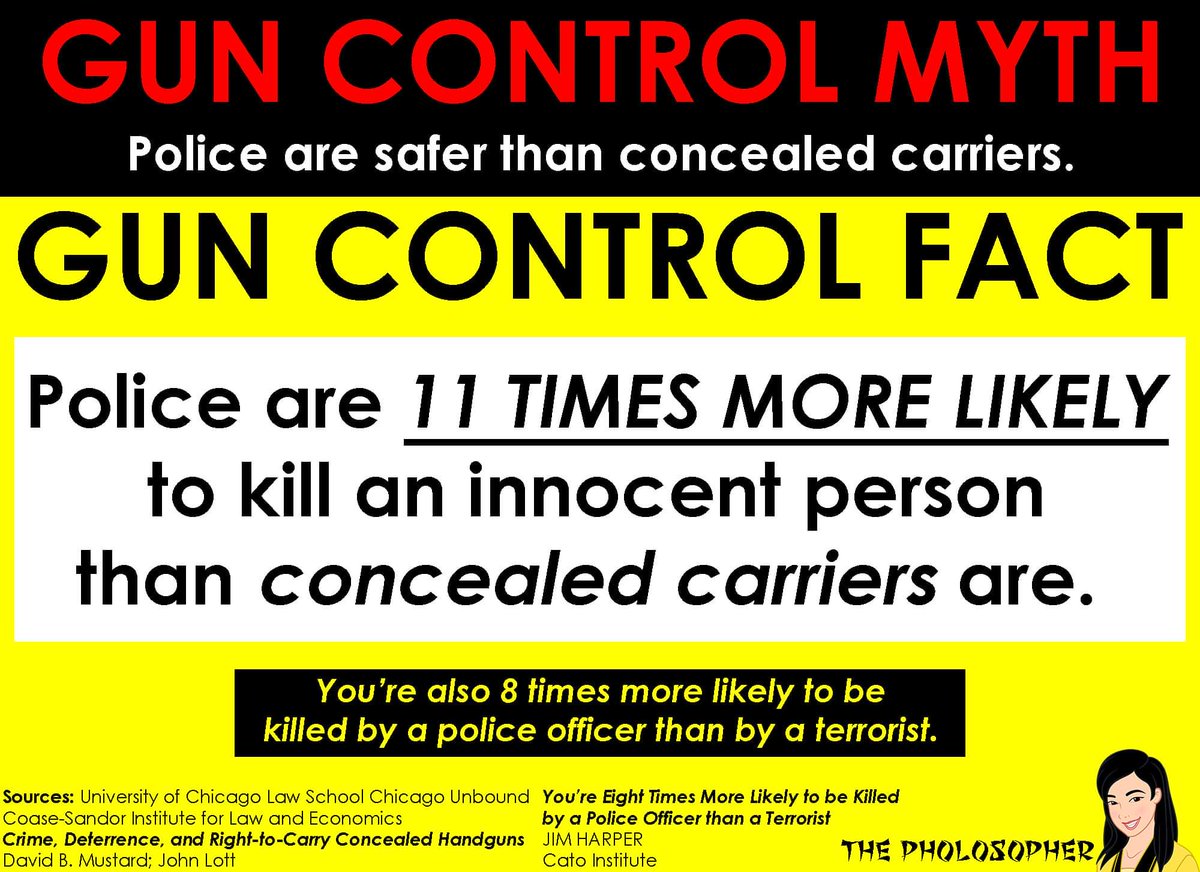 GUN CONTROL MYTH
Police are safer than concealed carriers.
GUN CONTROL FACT
Police are 11 TIMES MORE LIKELY
to kill an innocent person
than concealed carriers are.
You’re also 8 times more likely to be
killed by a police officer than by a terrorist.
Sources: University of Chicago Law School Chicago Unbound
Coase-Sandor Institute for Law and Economics
Crime, Deterrence, and Right-to-Carry Concealed Handguns
David B. Mustard; John Lott
You’re Eight Times More Likely to be Killed
by a Police Officer than a Terrorist
JIM HARPER
Cato Institute
THE PHOLOSOPHER